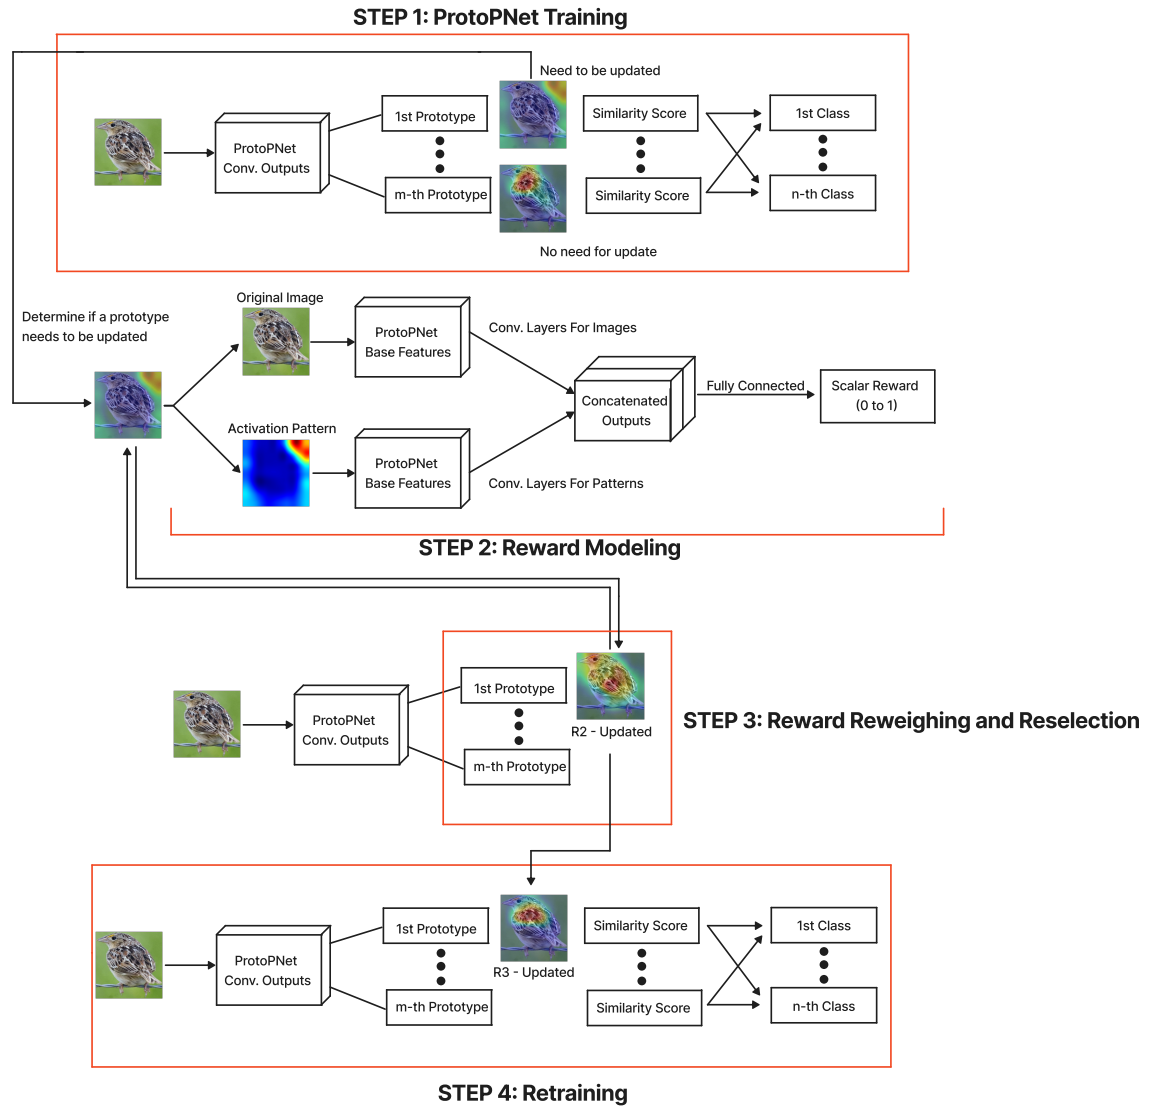 STEP 1: ProtoPNet Training
Need to be updated
1st Prototype
Similarity Score
1st Class
ProtoPNet
Conv. Outputs
m-th Prototype
Similarity Score
n-th Class
No need for update
Determine if a prototype
needs to be updated
Original Image
ProtoPNet
Base Features
Conv. Layers For Images
Concatenated
Outputs
Fully Connected
Scalar Reward
(0 to 1)
Activation Pattern
ProtoPNet
Base Features
Conv. Layers For Patterns
STEP 2: Reward Modeling
1st Prototype
ProtoPNet
Conv. Outputs
R2 - Updated
m-th Prototype
STEP 3: Reward Reweighing and Reselection
1st Prototype
Similarity Score
1st Class
ProtoPNet
Conv. Outputs
R3 - Updated
m-th Prototype
Similarity Score
n-th Class
STEP 4: Retraining